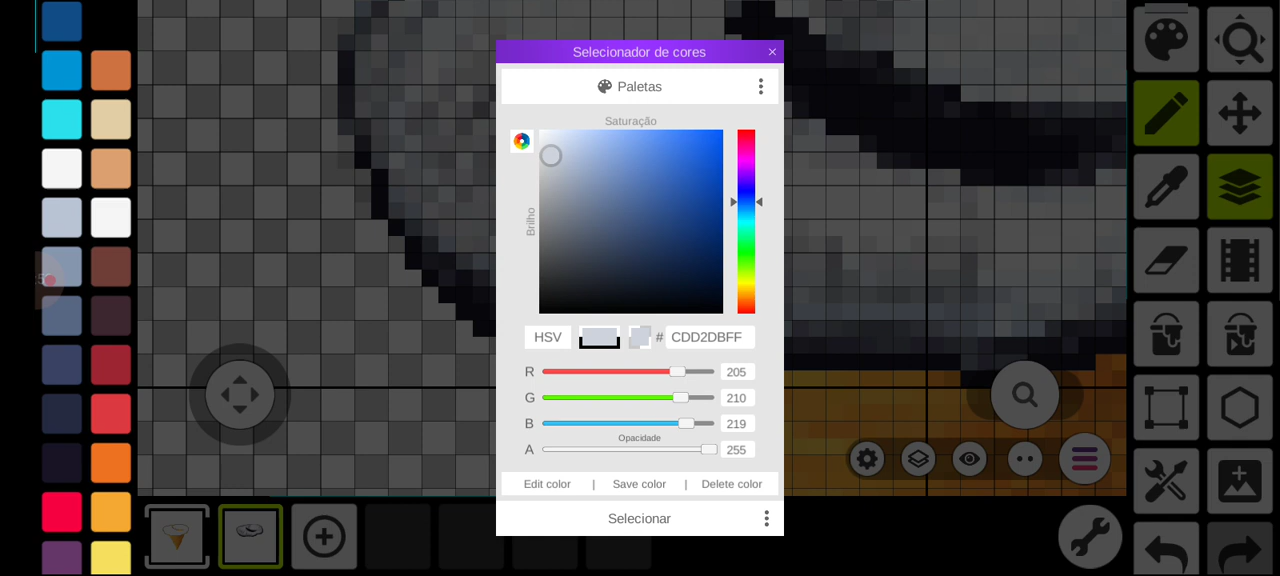 Selecionador de cores ×
Paletas
Saturação
Brilho
HSV # CDD2DBFF
R 205
G 210
B 219
Opacidade
A 255
Edit color | Save color | Delete color
Selecionar